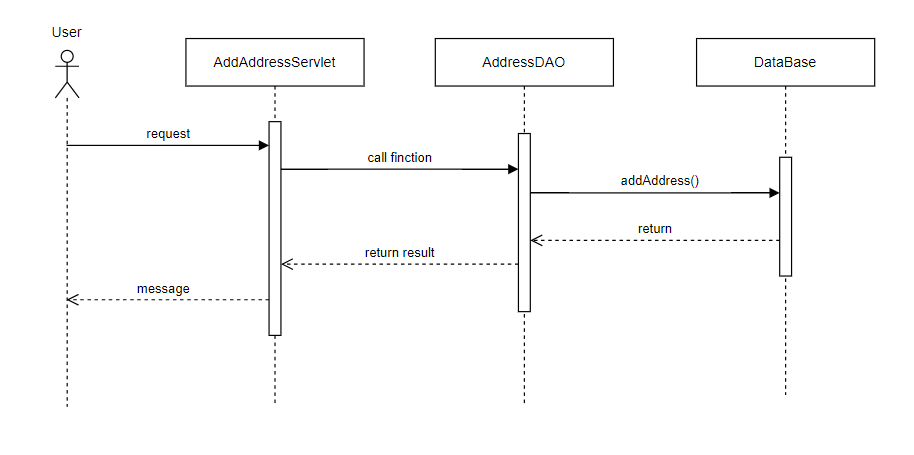 User
AddAddressServlet
AddressDAO
DataBase
request
call finction
addAddress()
return
return result
message